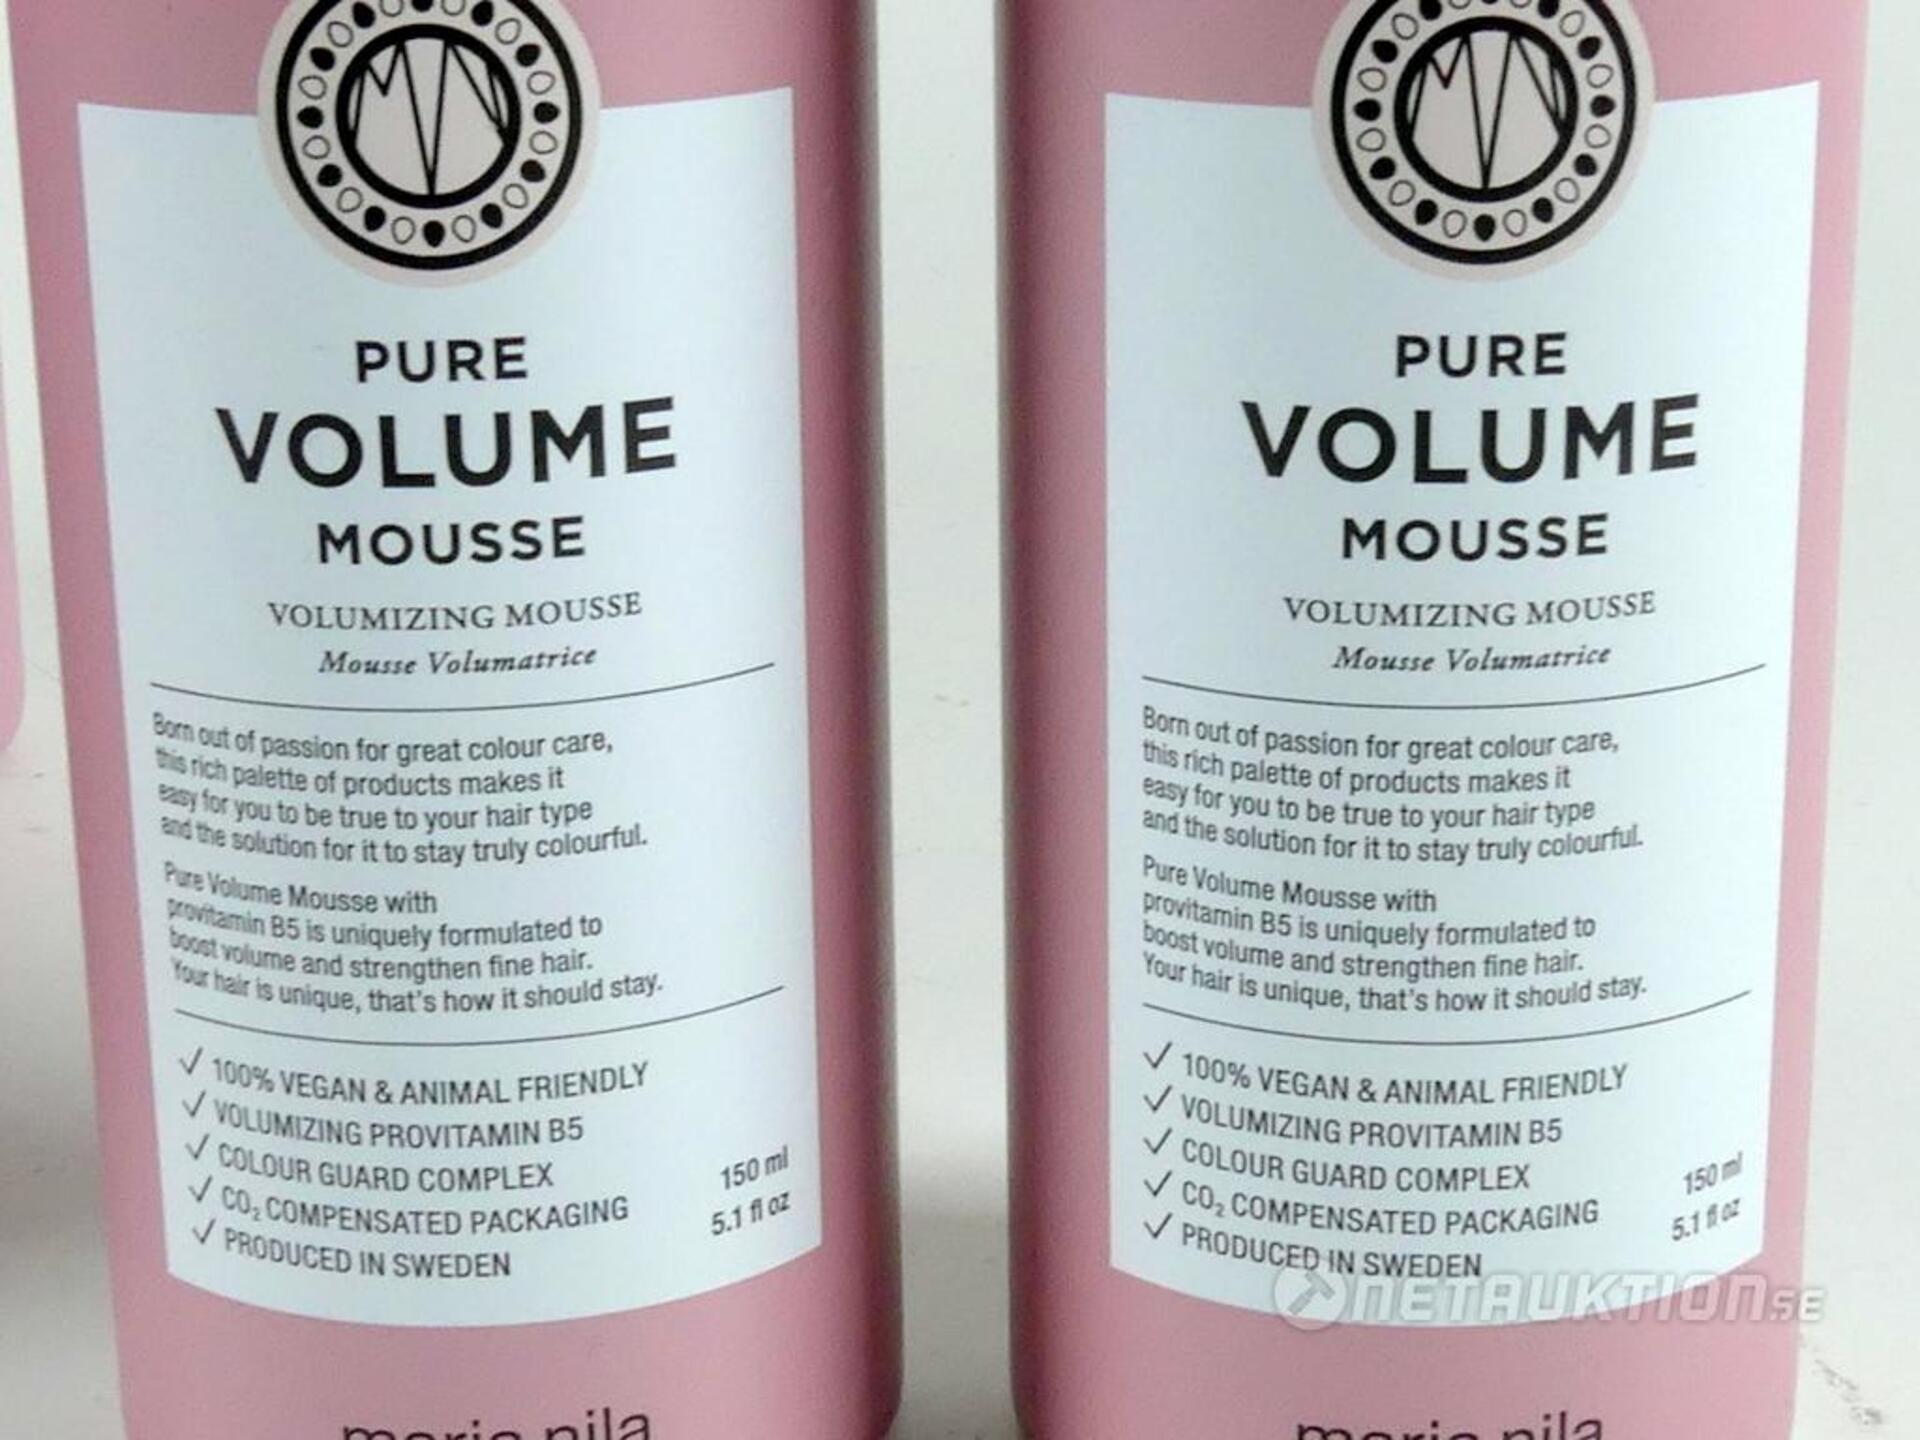 PURE
VOLUME
MOUSSE
VOLUMIZING MOUSSE
Mousse Volumatrice
Born out of passion for great colour care,
this rich palette of products makes it
easy for you to be true to your hair type
and the solution for it to stay truly colourful.
Pure Volume Mousse with
provitamin B5 is uniquely formulated to
boost volume and strengthen fine hair.
Your hair is unique, that's how it should stay.
✓ 100% VEGAN & ANIMAL FRIENDLY
✓ VOLUMIZING PROVITAMIN B5
✓ COLOUR GUARD COMPLEX
✓ CO₂ COMPENSATED PACKAGING
✓ PRODUCED IN SWEDEN
150 ml
5.1 fl oz
maria nila
PURE
VOLUME
MOUSSE
VOLUMIZING MOUSSE
Mousse Volumatrice
Born out of passion for great colour care,
this rich palette of products makes it
easy for you to be true to your hair type
and the solution for it to stay truly colourful.
Pure Volume Mousse with
provitamin B5 is uniquely formulated to
boost volume and strengthen fine hair.
Your hair is unique, that's how it should stay.
✓ 100% VEGAN & ANIMAL FRIENDLY
✓ VOLUMIZING PROVITAMIN B5
✓ COLOUR GUARD COMPLEX
✓ CO₂ COMPENSATED PACKAGING
✓ PRODUCED IN SWEDEN
150 ml
5.1 fl oz
maria nila
NETAUKTION.SE